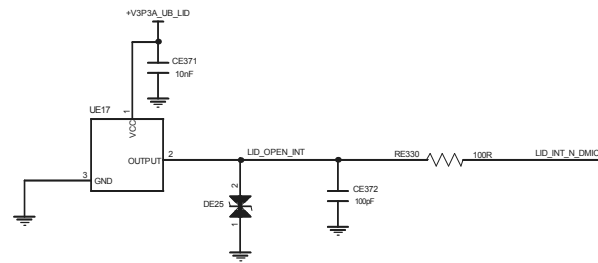 +V3P3A_UB_LID
CE371
10nF
UE17
1
VCC
OUTPUT
2
LID_OPEN_INT
RE330
100R
LID_INT_N_DMIC
3
GND
2
DE25
1
CE372
100pF